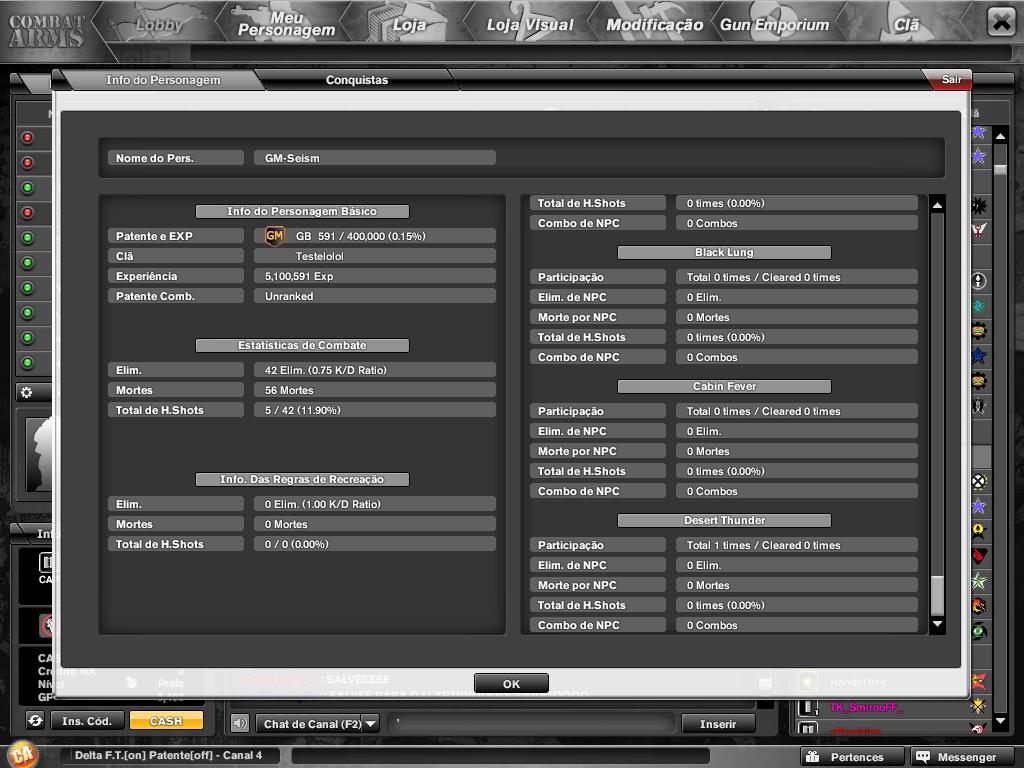 COMBAT ARMS
Lobby
Meu Personagem
Loja
Loja Visual
Modificação
Gun Emporium
Clã
Info do Personagem
Conquistas
Sair
Nome do Pers. GM-Seism
Info do Personagem Básico
Patente e EXP GM GB 591 / 400,000 (0.15%)
Clã Testelolol
Experiência 5,100,591 Exp
Patente Comb. Unranked
Estatísticas de Combate
Elim. 42 Elim. (0.75 K/D Ratio)
Mortes 56 Mortes
Total de H.Shots 5 / 42 (11.90%)
Info. Das Regras de Recreação
Elim. 0 Elim. (1.00 K/D Ratio)
Mortes 0 Mortes
Total de H.Shots 0 / 0 (0.00%)
Total de H.Shots 0 times (0.00%)
Combo de NPC 0 Combos
Black Lung
Participação Total 0 times / Cleared 0 times
Elim. de NPC 0 Elim.
Morte por NPC 0 Mortes
Total de H.Shots 0 times (0.00%)
Combo de NPC 0 Combos
Cabin Fever
Participação Total 0 times / Cleared 0 times
Elim. de NPC 0 Elim.
Morte por NPC 0 Mortes
Total de H.Shots 0 times (0.00%)
Combo de NPC 0 Combos
Desert Thunder
Participação Total 1 times / Cleared 0 times
Elim. de NPC 0 Elim.
Morte por NPC 0 Mortes
Total de H.Shots 0 times (0.00%)
Combo de NPC 0 Combos
OK
: SALVEEEEE
Prata
Nando1914
TK_SmirnoFF_
Ins. Cód.
CASH
Chat de Canal (F2)
Inserir
CA
Delta F.T.[on] Patente[off] - Canal 4
Pertences
Messenger